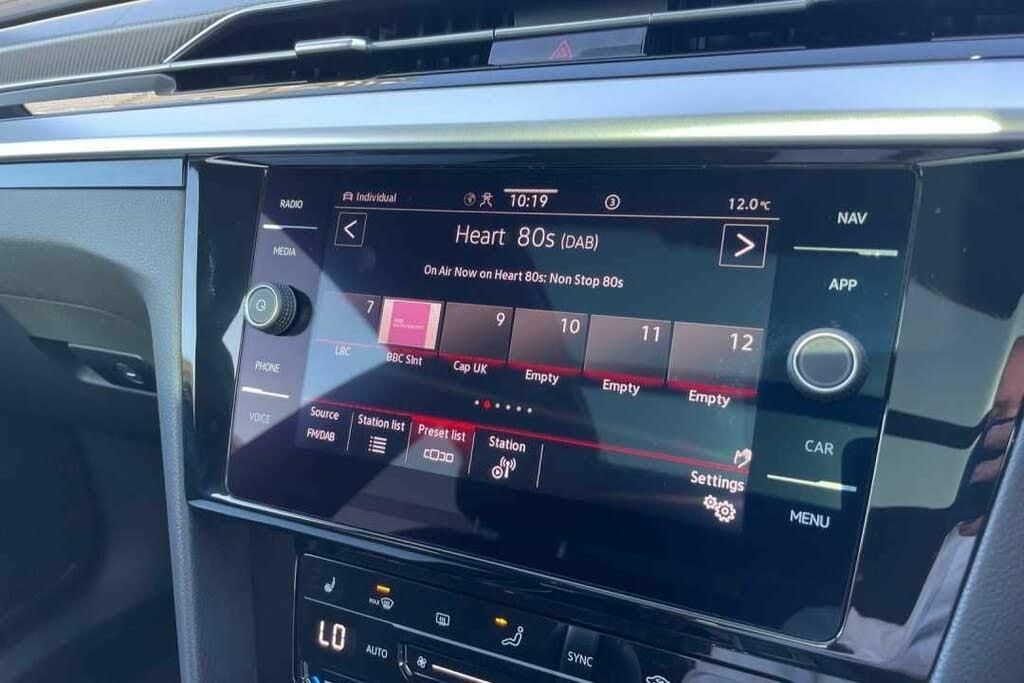 RADIO
MEDIA
PHONE
VOICE
Individual
10:19
3
12.0°C
Heart 80s (DAB)
On Air Now on Heart 80s: Non Stop 80s
7
9
10
11
12
LBC
BBC Slnt
Cap UK
Empty
Empty
Empty
Source
FM/DAB
Station list
Preset list
Station
Settings
NAV
APP
CAR
MENU
MAX
LO
AUTO
SYNC